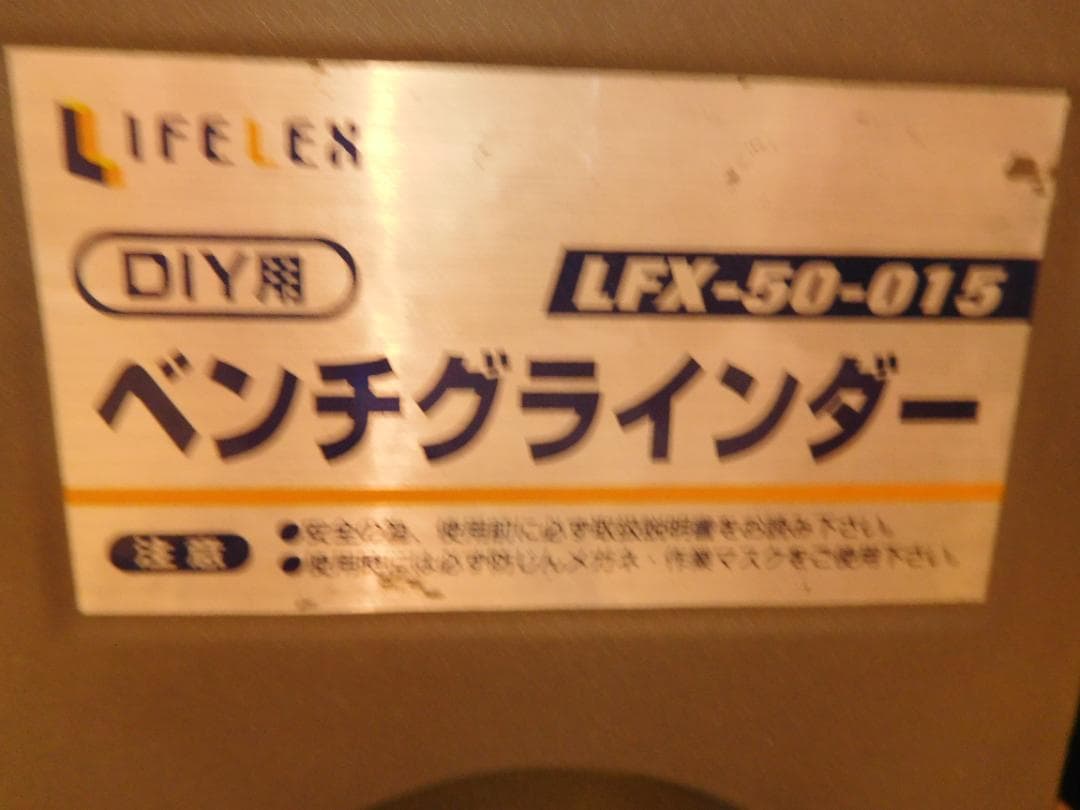 LIFELEX
DIY用
LFX-50-015
ベンチグラインダー
注意
●安全の為、使用前に必ず取扱説明書をお読み下さい。
●使用時には必ず防じんメガネ・作業マスクをご使用下さい。